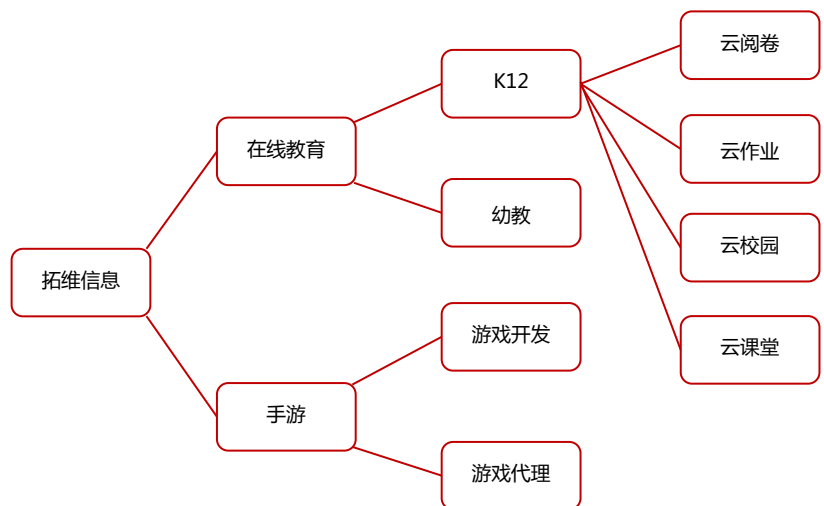 拓维信息
在线教育
手游
K12
幼教
游戏开发
游戏代理
云阅卷
云作业
云校园
云课堂